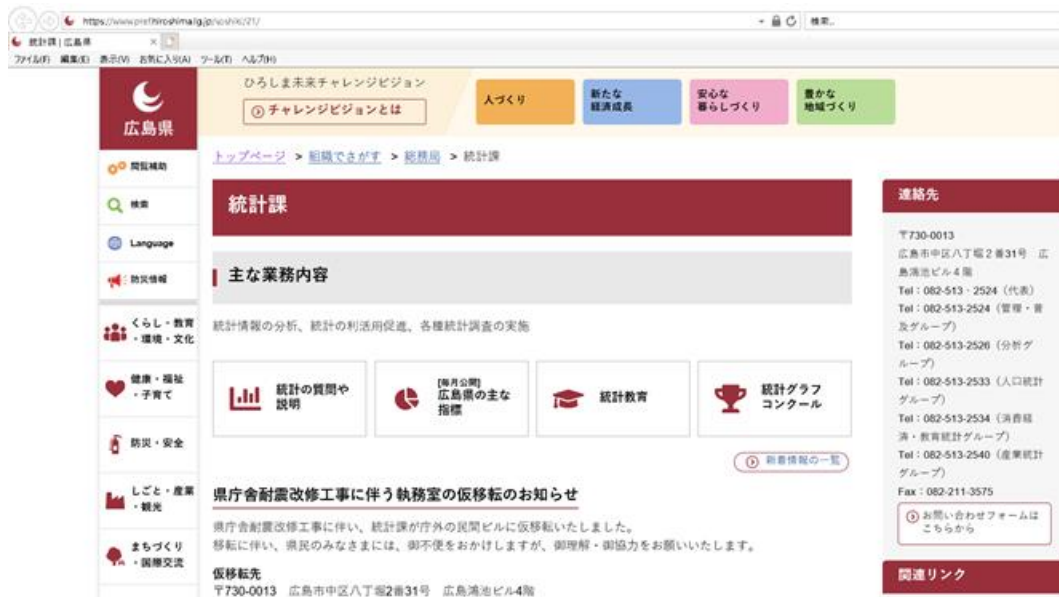 https://www.pref.hiroshima.lg.jp/soshiki/21/
検索...
統計課 | 広島県
ファイル(F) 編集(E) 表示(V) お気に入り(A) ツール(T) ヘルプ(H)
広島県
ひろしま未来チャレンジビジョン
チャレンジビジョンとは
人づくり
新たな
経済成長
安心な
暮らしづくり
豊かな
地域づくり
閲覧補助
検索
Language
防災情報
くらし・教育
・環境・文化
健康・福祉
・子育て
防災・安全
しごと・産業
・観光
まちづくり
・国際交流
トップページ > 組織でさがす > 総務局 > 統計課
統計課
主な業務内容
統計情報の分析、統計の利活用促進、各種統計調査の実施
統計の質問や
説明
[毎月公開]
広島県の主な
指標
統計教育
統計グラフ
コンクール
新着情報の一覧
県庁舎耐震改修工事に伴う執務室の仮移転のお知らせ
県庁舎耐震改修工事に伴い、統計課が庁外の民間ビルに仮移転いたしました。
移転に伴い、県民のみなさまには、御不便をおかけしますが、御理解・御協力をお願いいたします。
仮移転先
〒730-0013 広島市中区八丁堀2番31号 広島鴻池ビル4階
連絡先
〒730-0013
広島市中区八丁堀2番31号 広
島鴻池ビル4階
Tel:082-513-2524(代表)
Tel:082-513-2524(管理・普
及グループ)
Tel:082-513-2526(分析グ
ループ)
Tel:082-513-2533(人口統計
グループ)
Tel:082-513-2534(消費経
済・教育統計グループ)
Tel:082-513-2540(産業統計
グループ)
Fax:082-211-3575
お問い合わせフォームは
こちらから
関連リンク